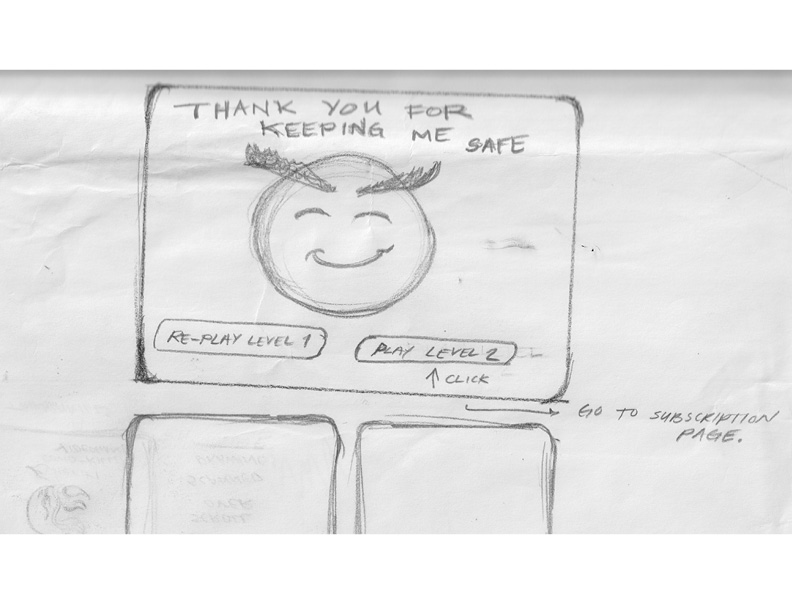 THANK YOU FOR
KEEPING ME SAFE
RE-PLAY LEVEL 1
PLAY LEVEL 2
↑ CLICK
→ GO TO SUBSCRIPTION
PAGE.